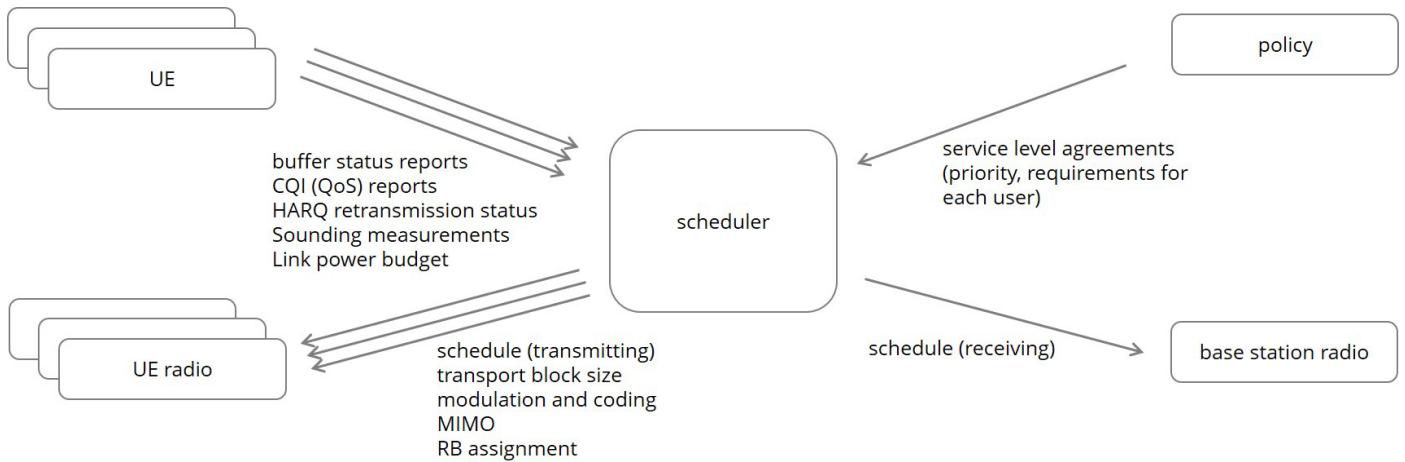 UE
policy
buffer status reports
CQI (QoS) reports
HARQ retransmission status
Sounding measurements
Link power budget
service level agreements
(priority, requirements for
each user)
scheduler
UE radio
schedule (transmitting)
transport block size
modulation and coding
MIMO
RB assignment
schedule (receiving)
base station radio